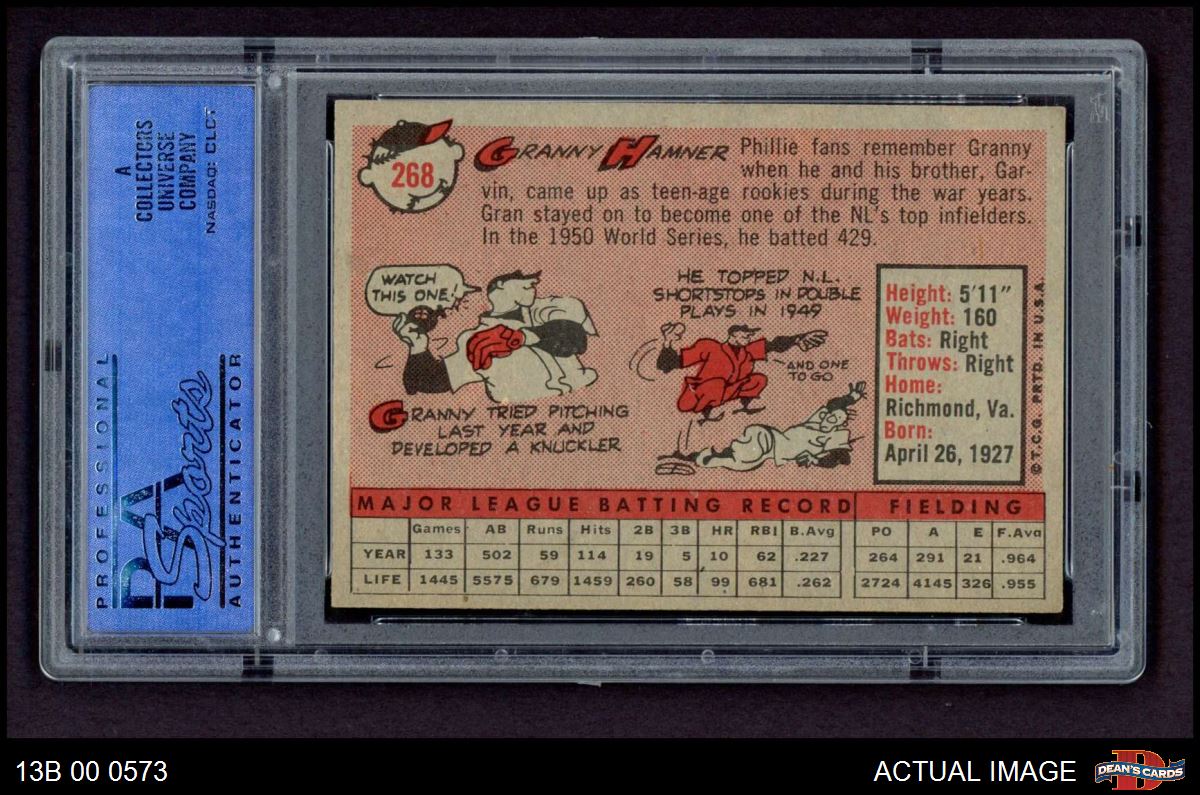 A
COLLECTORS
UNIVERSE
COMPANY
NASDAQ: CLCT
PROFESSIONAL
PSA
Sports
AUTHENTICATOR
268
GRANNY HAMNER
Phillie fans remember Granny
when he and his brother, Gar-
vin, came up as teen-age rookies during the war years.
Gran stayed on to become one of the NL's top infielders.
In the 1950 World Series, he batted 429.
WATCH
THIS ONE!
GRANNY TRIED PITCHING
LAST YEAR AND
DEVELOPED A KNUCKLER
HE TOPPED N.L.
SHORTSTOPS IN DOUBLE
PLAYS IN 1949
AND ONE
TO GO
Height: 5'11"
Weight: 160
Bats: Right
Throws: Right
Home:
Richmond, Va.
Born:
April 26, 1927
©T.C.G. PRTD. IN U.S.A.
MAJOR LEAGUE BATTING RECORD FIELDING
Games AB Runs Hits 2B 3B HR RBI B.Avg PO A E F.Avg
YEAR 133 502 59 114 19 5 10 62 .227 264 291 21 .964
LIFE 1445 5575 679 1459 260 58 99 681 .262 2724 4145 326 .955
13B 00 0573
ACTUAL IMAGE
D
DEAN'S CARDS